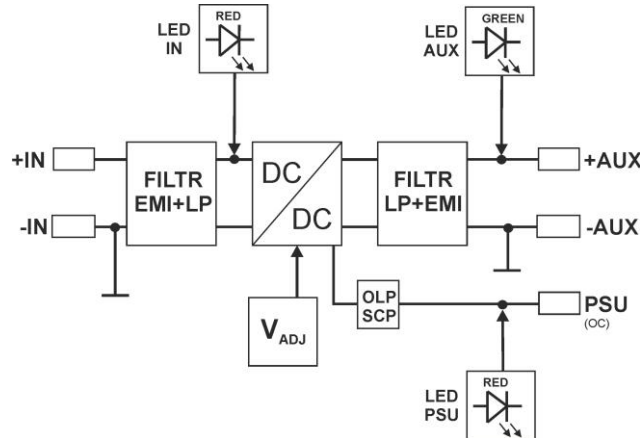 LED
IN
RED
LED
AUX
GREEN
+IN
FILTR
EMI+LP
DC
DC
FILTR
LP+EMI
+AUX
-IN
-AUX
VADJ
OLP
SCP
PSU
(OC)
LED
PSU
RED